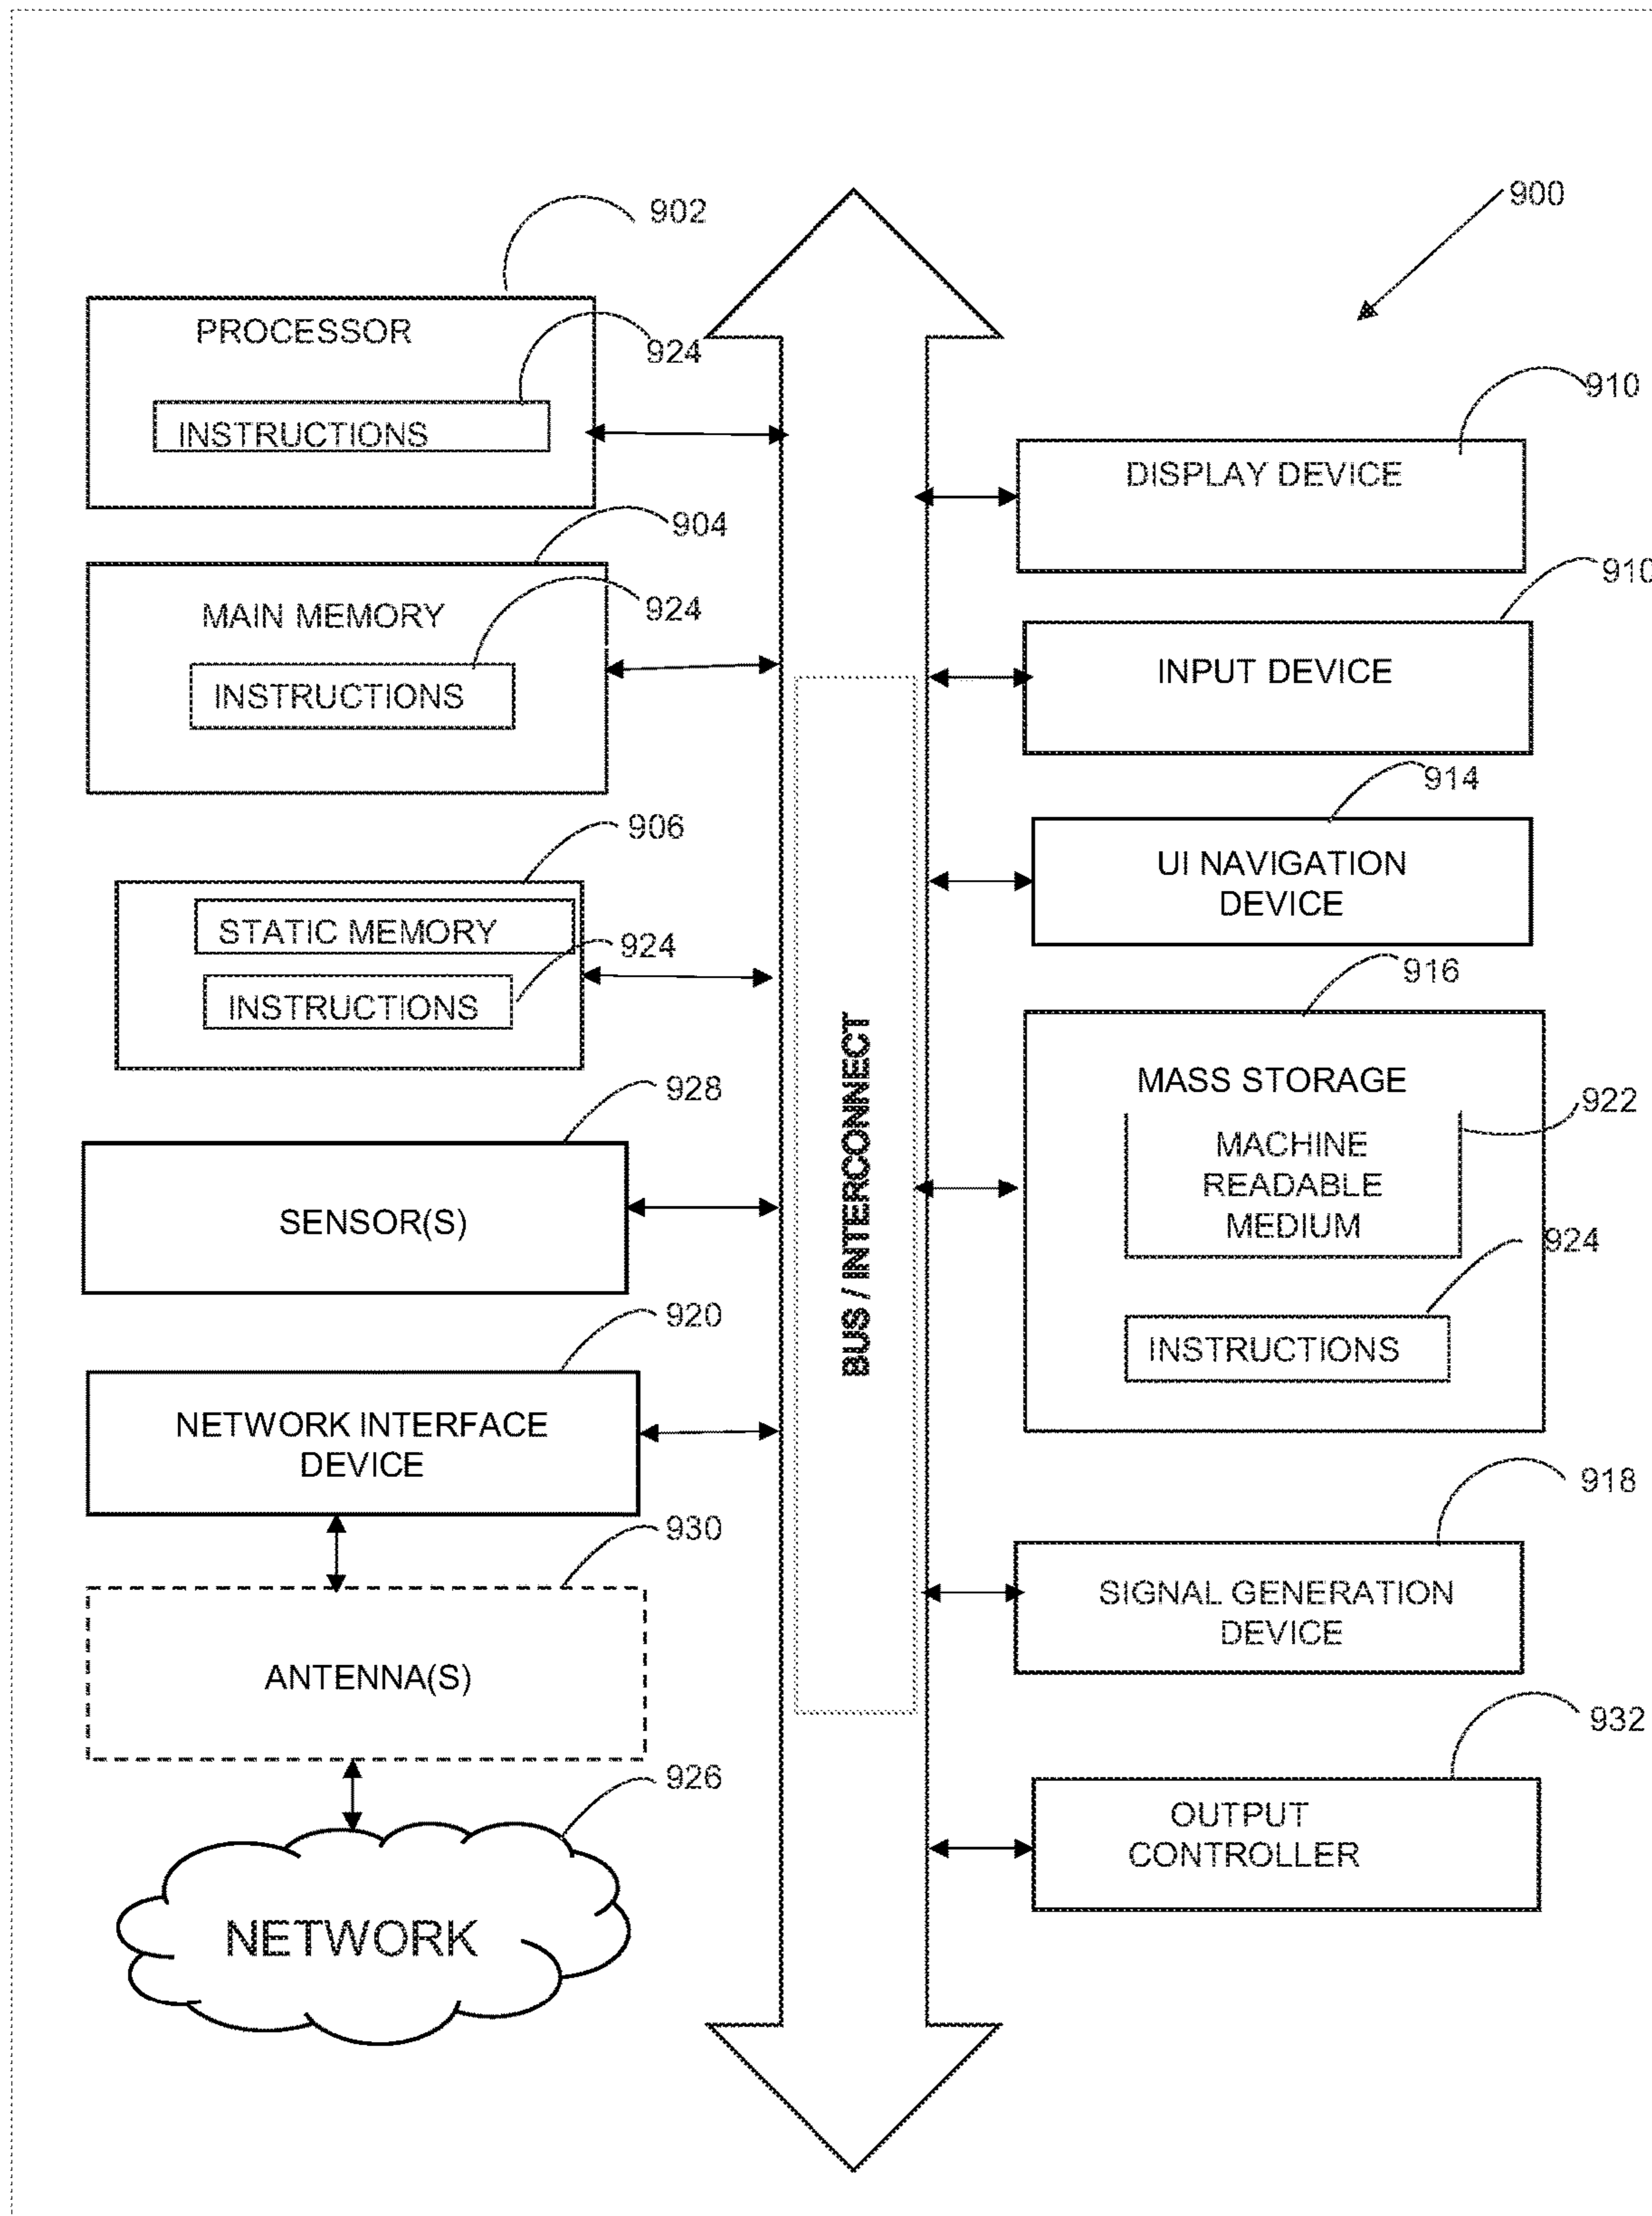 900
902
PROCESSOR
924
INSTRUCTIONS
904
MAIN MEMORY
924
INSTRUCTIONS
906
STATIC MEMORY
924
INSTRUCTIONS
928
SENSOR(S)
920
NETWORK INTERFACE
DEVICE
930
ANTENNA(S)
926
NETWORK
BUS / INTERCONNECT
910
DISPLAY DEVICE
910
INPUT DEVICE
914
UI NAVIGATION
DEVICE
916
MASS STORAGE
922
MACHINE
READABLE
MEDIUM
924
INSTRUCTIONS
918
SIGNAL GENERATION
DEVICE
932
OUTPUT
CONTROLLER